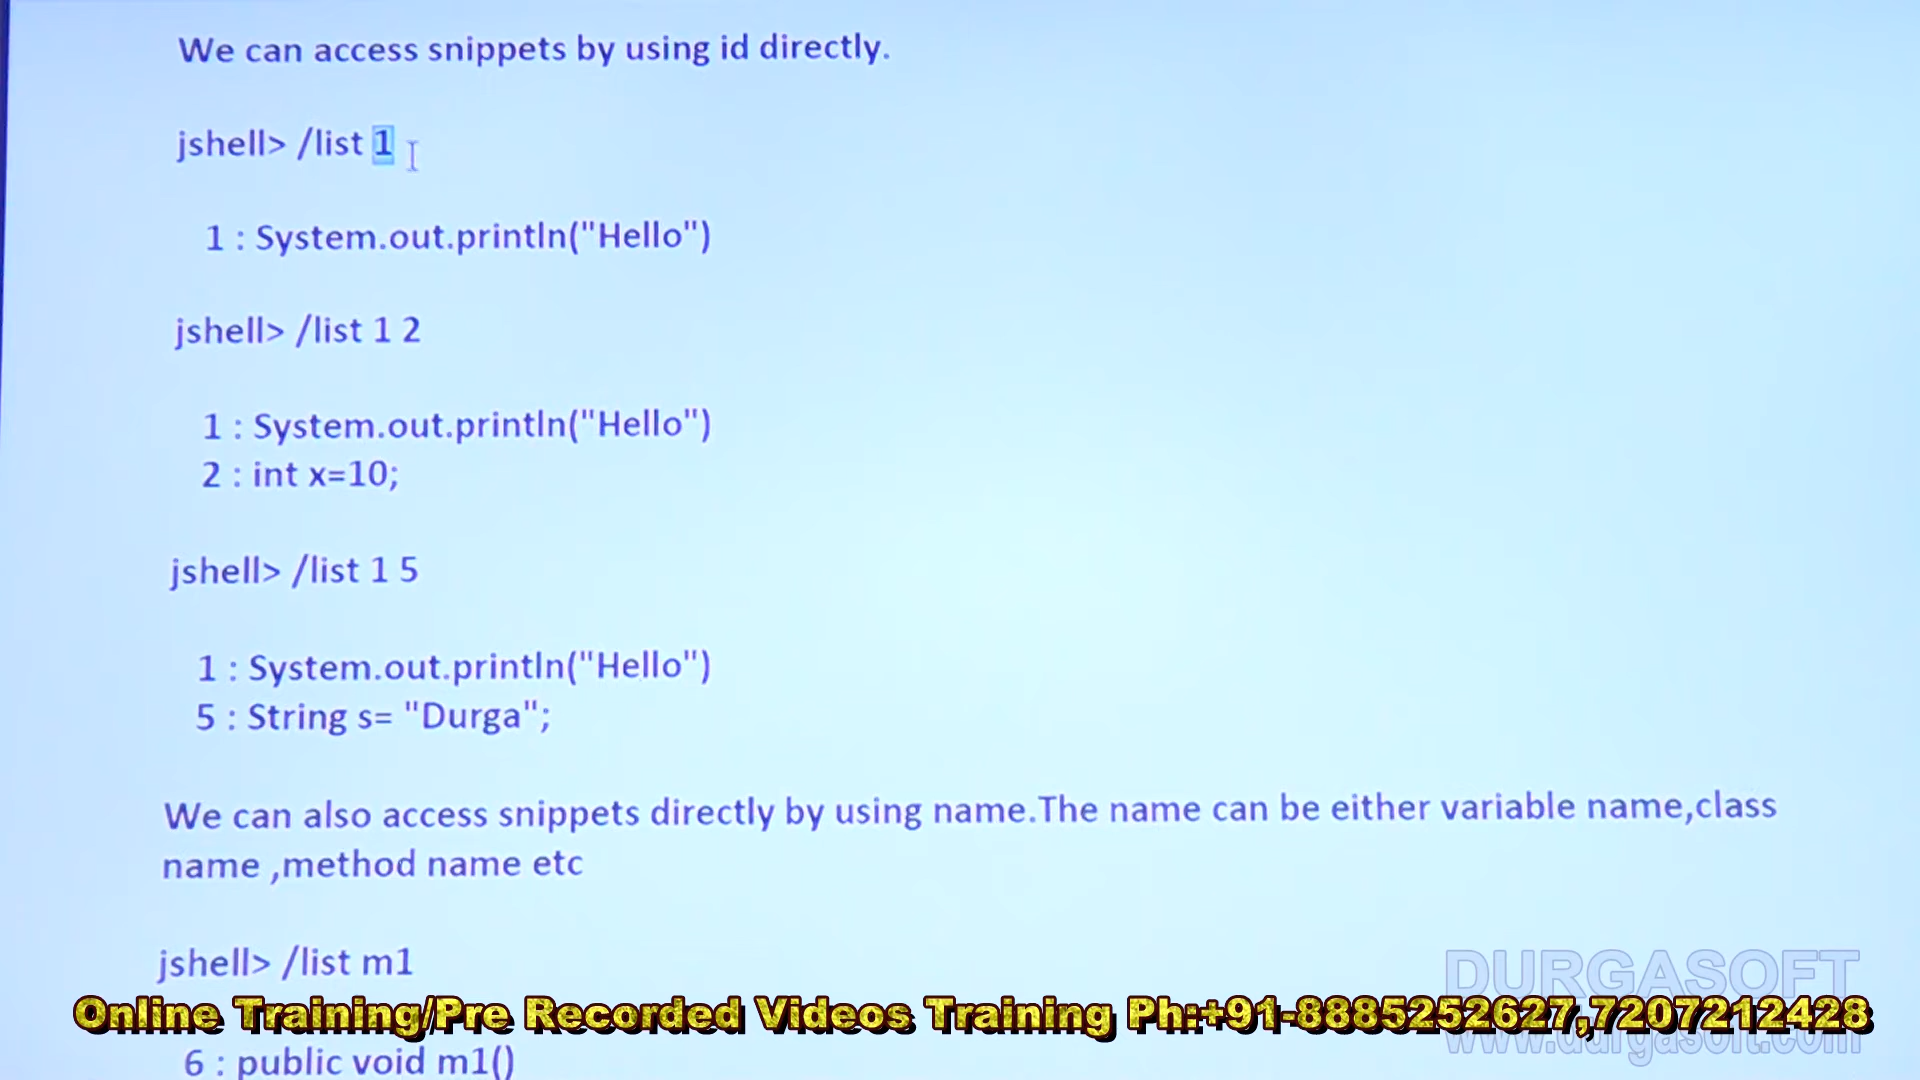 We can access snippets by using id directly.
jshell> /list 1
1 : System.out.println("Hello")
jshell> /list 1 2
1 : System.out.println("Hello")
2 : int x=10;
jshell> /list 1 5
1 : System.out.println("Hello")
5 : String s= "Durga";
We can also access snippets directly by using name.The name can be either variable name,class
name ,method name etc
jshell> /list m1
DURGASOFT
Online Training/Pre Recorded Videos Training Ph:+91-8885252627,7207212428
www.durgasoft.com
6 : public void m1()